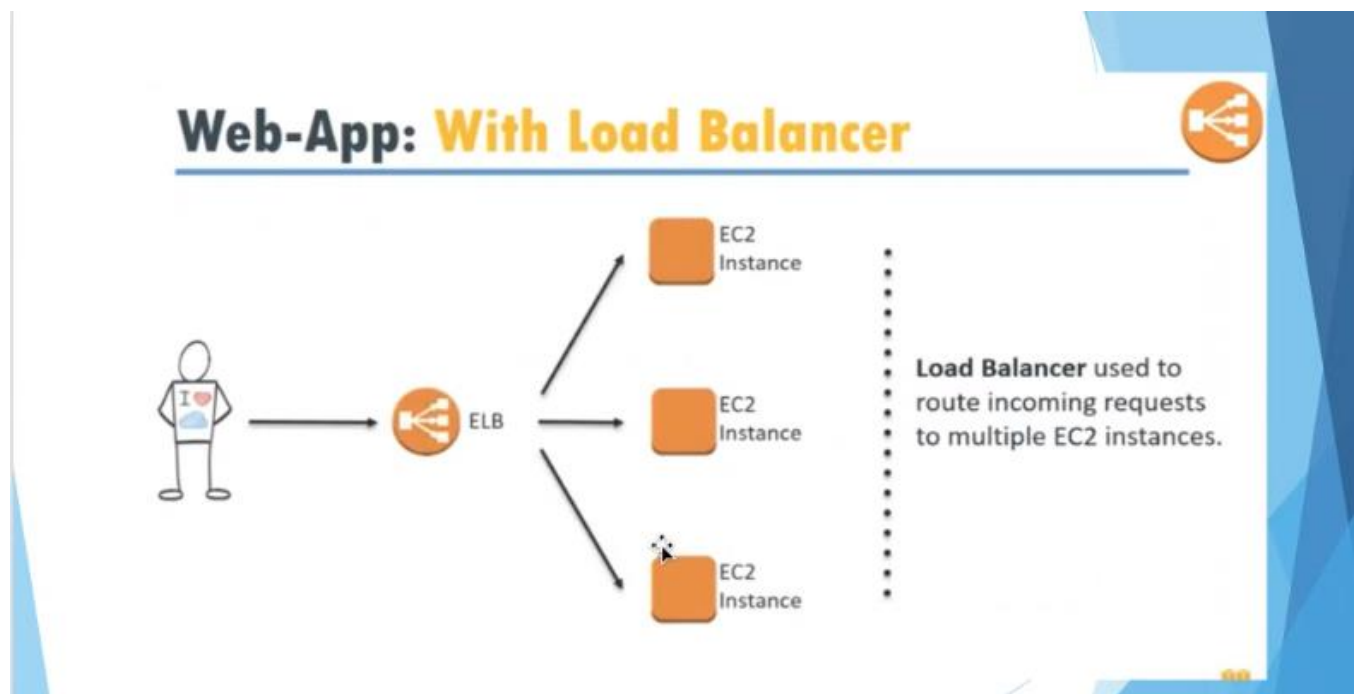 Web-App: With Load Balancer
EC2
Instance
I
ELB
EC2
Instance
Load Balancer used to
route incoming requests
to multiple EC2 instances.
EC2
Instance